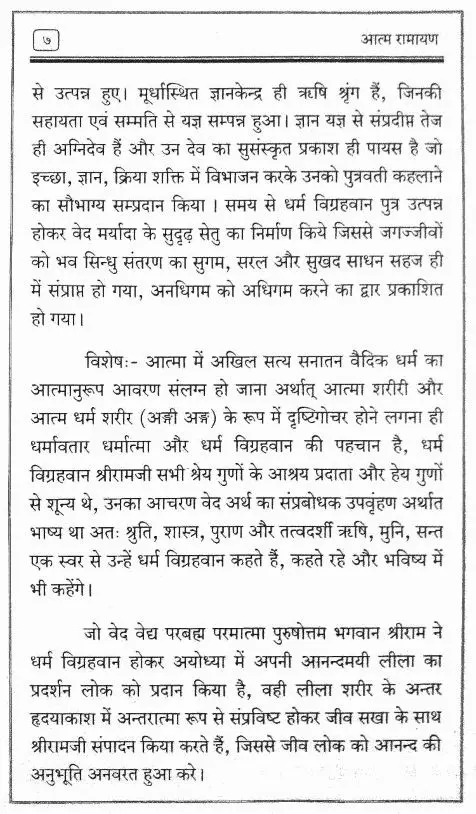 ७
आत्म रामायण
से उत्पन्न हुए। मूर्धास्थित ज्ञानकेन्द्र ही ऋषि श्रृंग हैं, जिनकी
सहायता एवं सम्मति से यज्ञ सम्पन्न हुआ। ज्ञान यज्ञ से संप्रदीप्त तेज
ही अग्निदेव हैं और उन देव का सुसंस्कृत प्रकाश ही पायस है जो
इच्छा, ज्ञान, क्रिया शक्ति में विभाजन करके उनको पुत्रवती कहलाने
का सौभाग्य सम्प्रदान किया । समय से धर्म विग्रहवान पुत्र उत्पन्न
होकर वेद मर्यादा के सुदृढ़ सेतु का निर्माण किये जिससे जगज्जीवों
को भव सिन्धु संतरण का सुगम, सरल और सुखद साधन सहज ही
में संप्राप्त हो गया, अनधिगम को अधिगम करने का द्वार प्रकाशित
हो गया।
विशेषः- आत्मा में अखिल सत्य सनातन वैदिक धर्म का
आत्मानुरूप आवरण संलग्न हो जाना अर्थात् आत्मा शरीरी और
आत्म धर्म शरीर (अङ्गी अङ्ग) के रूप में दृष्टिगोचर होने लगना ही
धर्मावतार धर्मात्मा और धर्म विग्रहवान की पहचान है, धर्म
विग्रहवान श्रीरामजी सभी श्रेय गुणों के आश्रय प्रदाता और हेय गुणों
से शून्य थे, उनका आचरण वेद अर्थ का संप्रबोधक उपवृंहण अर्थात
भाष्य था अतः श्रुति, शास्त्र, पुराण और तत्वदर्शी ऋषि, मुनि, सन्त
एक स्वर से उन्हें धर्म विग्रहवान कहते हैं, कहते रहे और भविष्य में
भी कहेंगे।
जो वेद वेद्य परब्रह्म परमात्मा पुरुषोत्तम भगवान श्रीराम ने
धर्म विग्रहवान होकर अयोध्या में अपनी आनन्दमयी लीला का
प्रदर्शन लोक को प्रदान किया है, वही लीला शरीर के अन्तर
हृदयाकाश में अन्तरात्मा रूप से संप्रविष्ट होकर जीव सखा के साथ
श्रीरामजी संपादन किया करते हैं, जिससे जीव लोक को आनन्द की
अनुभूति अनवरत हुआ करे।